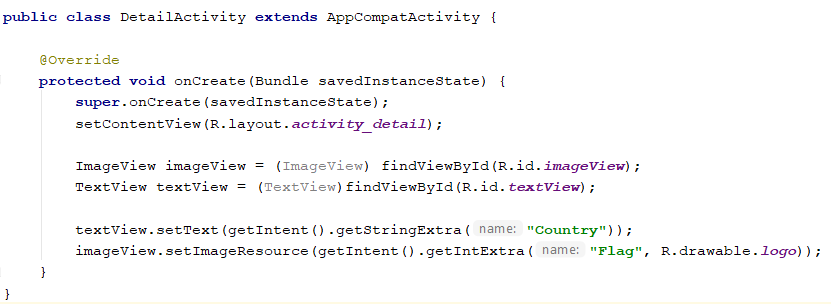 public class DetailActivity extends AppCompatActivity {
@Override
protected void onCreate(Bundle savedInstanceState) {
super.onCreate(savedInstanceState);
setContentView(R.layout.activity_detail);
ImageView imageView = (ImageView) findViewById(R.id.imageView);
TextView textView = (TextView)findViewById(R.id.textView);
textView.setText(getIntent().getStringExtra( name: "Country"));
imageView.setImageResource(getIntent().getIntExtra( name: "Flag", R.drawable.logo));
}
}